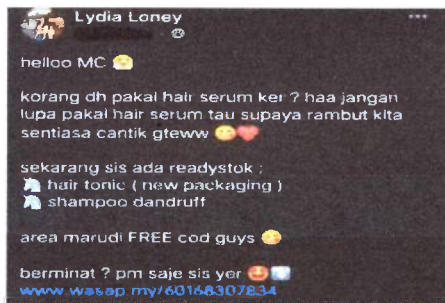 Lydia Loney
helloo MC
korang dh pakai hair serum ker ? haa jangan
lupa pakai hair serum tau supaya rambut kita
sentiasa cantik gteww
sekarang sis ada readystok ;
hair tonic ( new packaging )
shampoo dandruff
area marudi FREE cod guys
berminat ? pm saje sis yer
www.wasap.my/60168307834